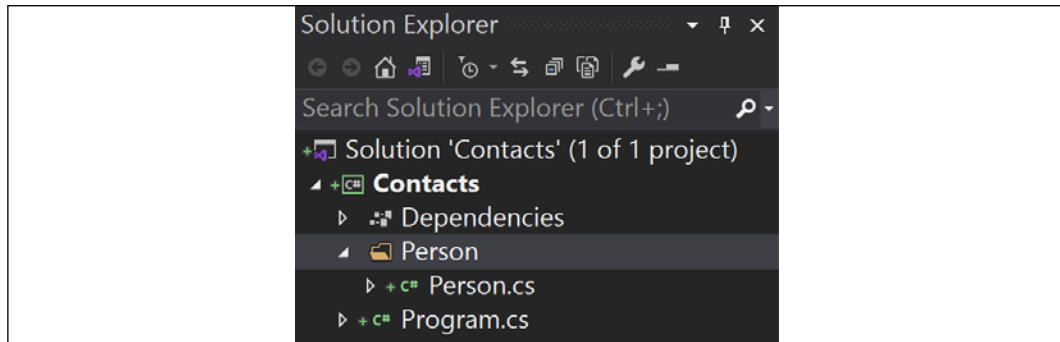 Solution Explorer
Search Solution Explorer (Ctrl+;)
Solution 'Contacts' (1 of 1 project)
C# Contacts
Dependencies
Person
C# Person.cs
C# Program.cs